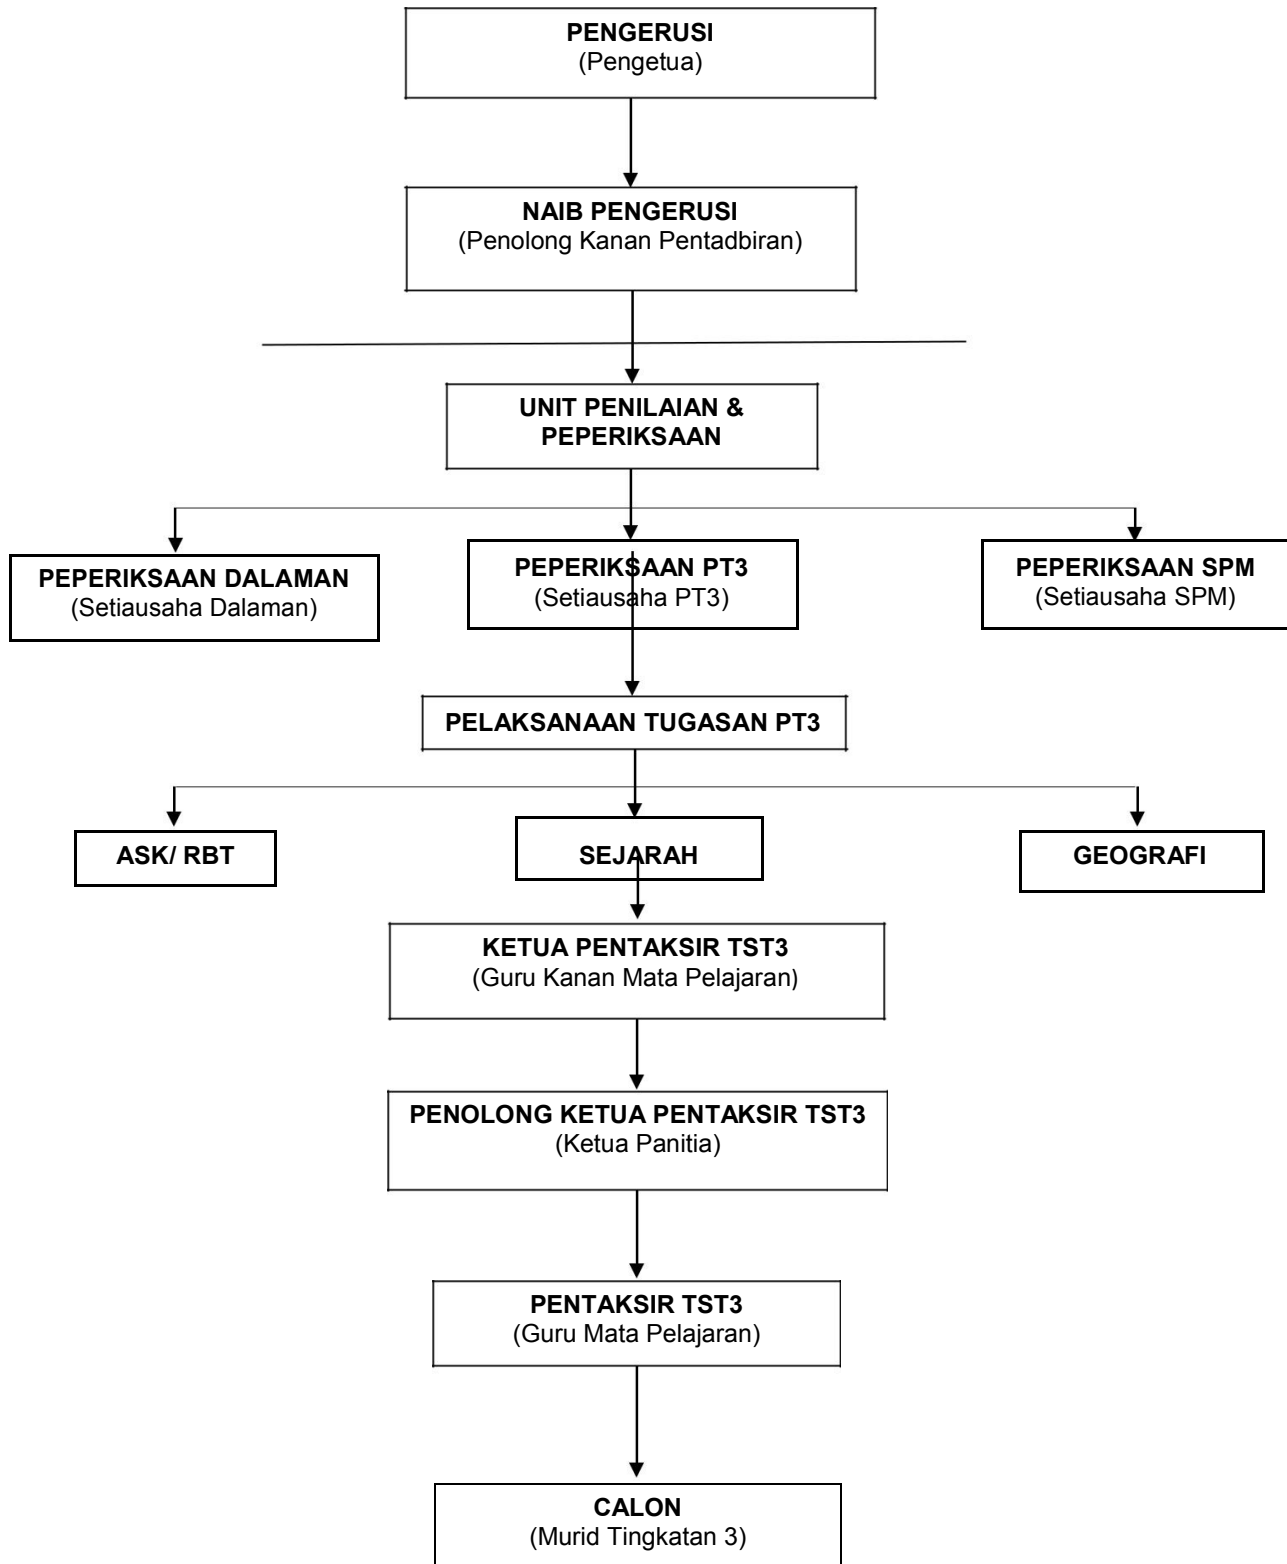 PENGERUSI
(Pengetua)
NAIB PENGERUSI
(Penolong Kanan Pentadbiran)
UNIT PENILAIAN &
PEPERIKSAAN
PEPERIKSAAN DALAMAN
(Setiausaha Dalaman)
PEPERIKSAAN PT3
(Setiausaha PT3)
PEPERIKSAAN SPM
(Setiausaha SPM)
PELAKSANAAN TUGASAN PT3
ASK/ RBT
SEJARAH
GEOGRAFI
KETUA PENTAKSIR TST3
(Guru Kanan Mata Pelajaran)
PENOLONG KETUA PENTAKSIR TST3
(Ketua Panitia)
PENTAKSIR TST3
(Guru Mata Pelajaran)
CALON
(Murid Tingkatan 3)